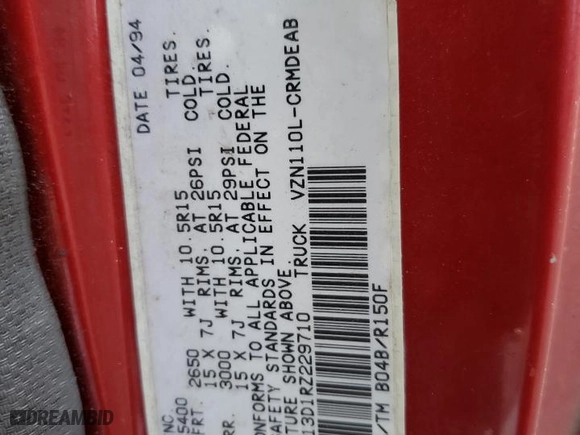 DATE 04/94
NC
5400
FRT. 2650 WITH 10.5R15 TIRES.
15 X 7J RIMS. AT 26PSI COLD.
RR. 3000 WITH 10.5R15 TIRES.
15 X 7J RIMS. AT 29PSI COLD.
ONFORMS TO ALL APPLICABLE FEDERAL
AFETY STANDARDS IN EFFECT ON THE
TURE SHOWN ABOVE.
13D1RZ229710 TRUCK VZN110L-CRMDEAB
/TM B04B/R150F
DREAMBID